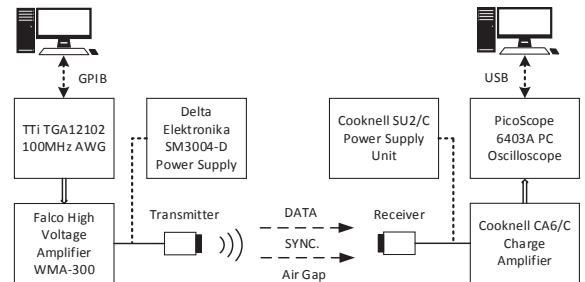 GPIB
USB
TTi TGA12102
100MHz AWG
Delta
Elektronika
SM3004-D
Power Supply
Cooknell SU2/C
Power Supply
Unit
PicoScope
6403A PC
Oscilloscope
Falco High
Voltage
Amplifier
WMA-300
Transmitter
DATA
SYNC.
Air Gap
Receiver
Cooknell CA6/C
Charge
Amplifier